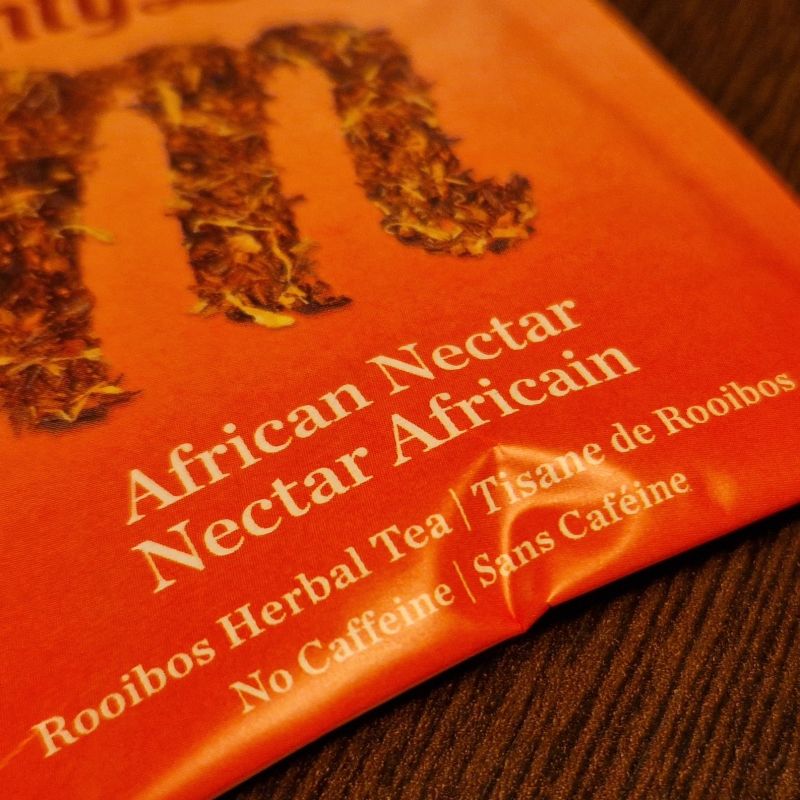 African Nectar
Nectar Africain
Rooibos Herbal Tea | Tisane de Rooibos
No Caffeine | Sans Caféine